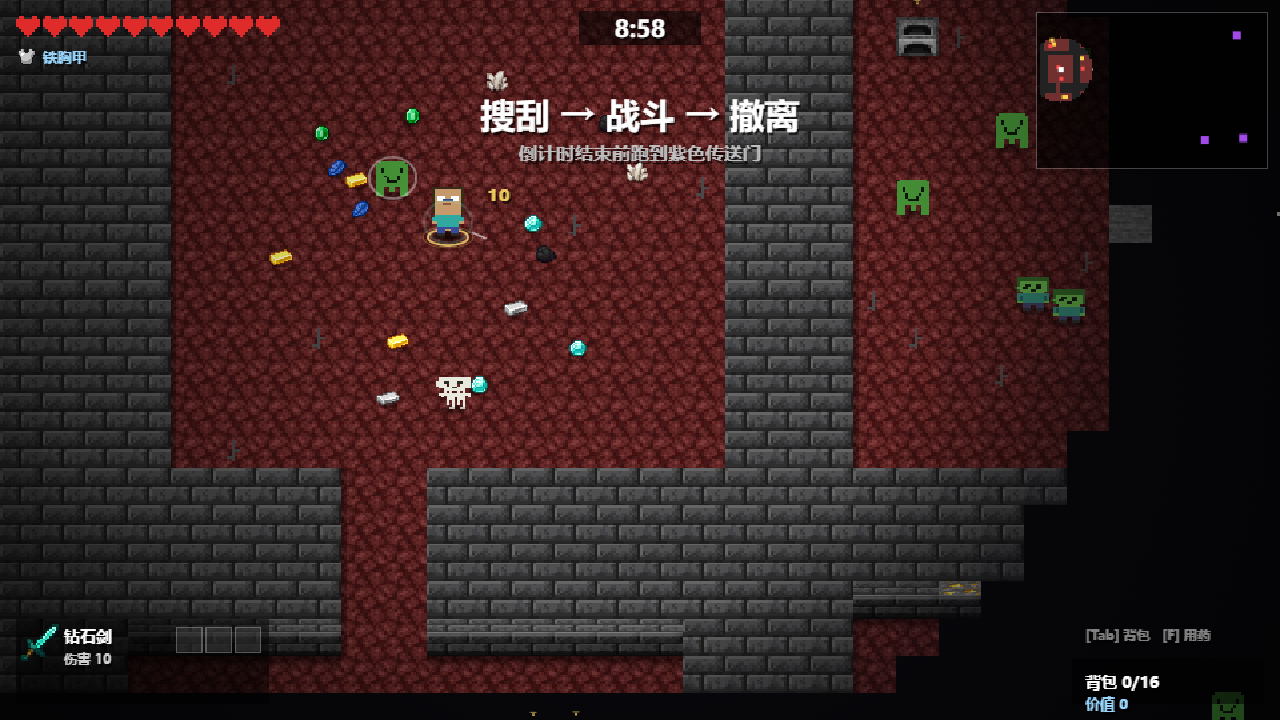 8:58
铁胸甲
搜刮 → 战斗 → 撤离
倒计时结束前跑到紫色传送门
10
钻石剑
伤害 10
[Tab] 背包 [F] 用药
背包 0/16
价值 0